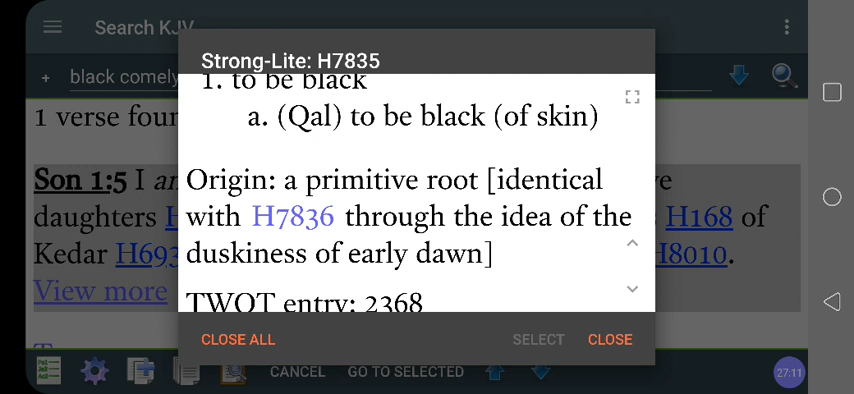 Search KJV
Strong-Lite: H7835
+ black comely
1. to be black
a. (Qal) to be black (of skin)
1 verse foun
Origin: a primitive root [identical
with H7836 through the idea of the
duskiness of early dawn]
TWOT entry: 2368
Son 1:5 I am
ve
daughters H
H168 of
Kedar H693
H8010.
View more
CLOSE ALL
SELECT
CLOSE
CANCEL
GO TO SELECTED
27:11